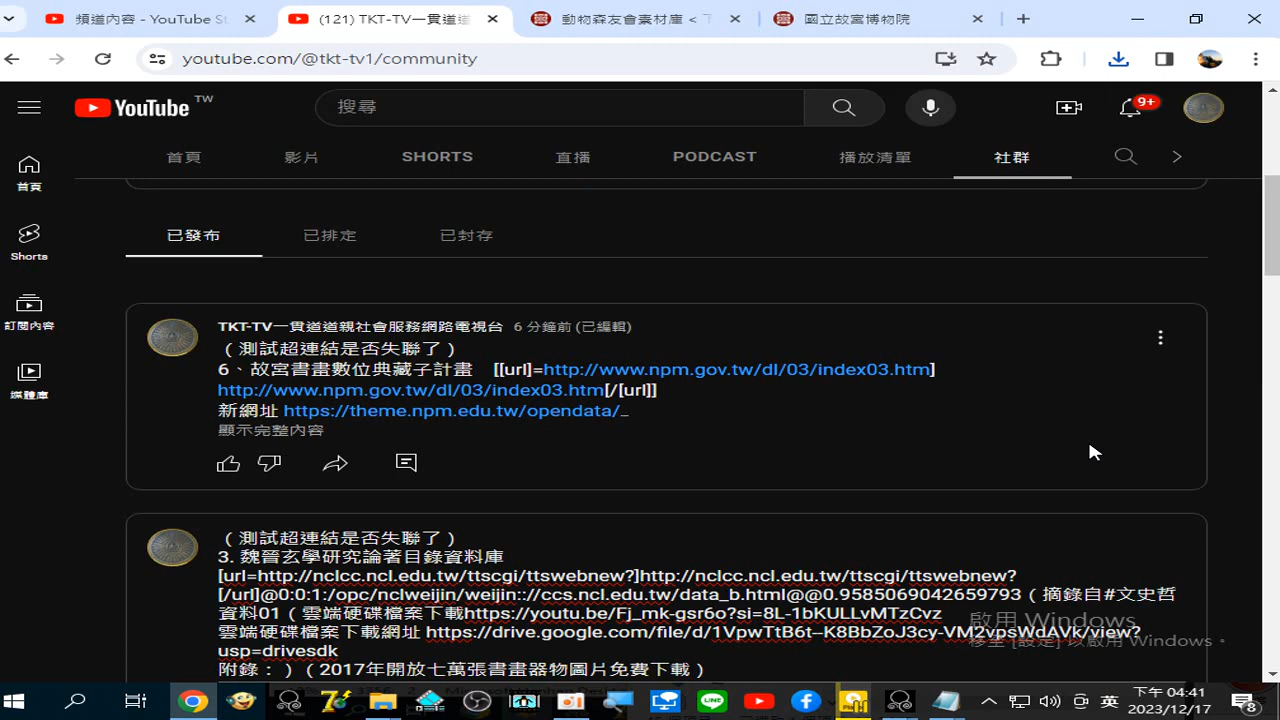 頻道內容 - YouTube St
(121) TKT-TV一貫道道
動物森友會素材庫 < T
國立故宮博物院
youtube.com/@tkt-tv1/community
YouTube TW
搜尋
9+
首頁
影片
SHORTS
直播
PODCAST
播放清單
社群
首頁
Shorts
訂閱內容
媒體庫
已發布
已排定
已封存
TKT-TV一貫道道親社會服務網路電視台 6 分鐘前 (已編輯)
（測試超連結是否失聯了）
6、故宮書畫數位典藏子計畫 [[url]=http://www.npm.gov.tw/dl/03/index03.htm]
http://www.npm.gov.tw/dl/03/index03.htm[/[url]]
新網址 https://theme.npm.edu.tw/opendata/_
顯示完整內容
（測試超連結是否失聯了）
3. 魏晉玄學研究論著目錄資料庫
[url=http://nclcc.ncl.edu.tw/ttscgi/ttswebnew?]http://nclcc.ncl.edu.tw/ttscgi/ttswebnew?
[/url]@0:0:1:/opc/nclweijin/weijin::/ccs.ncl.edu.tw/data_b.html@@0.9585069042659793（摘錄自#文史哲
資料01（雲端硬碟檔案下載https://youtu.be/Fj_mk-gsr6o?si=8L-1bKULLvMTzCvz
雲端硬碟檔案下載網址 https://drive.google.com/file/d/1VpwTtB6t--K8BbZoJ3cy-VM2vpsWdAVk/view?
usp=drivesdk
附錄：）（2017年開放七萬張書畫器物圖片免費下載）
啟用 Windows
移至 [設定] 以啟用 Windows。
英
下午 04:41
2023/12/17
8